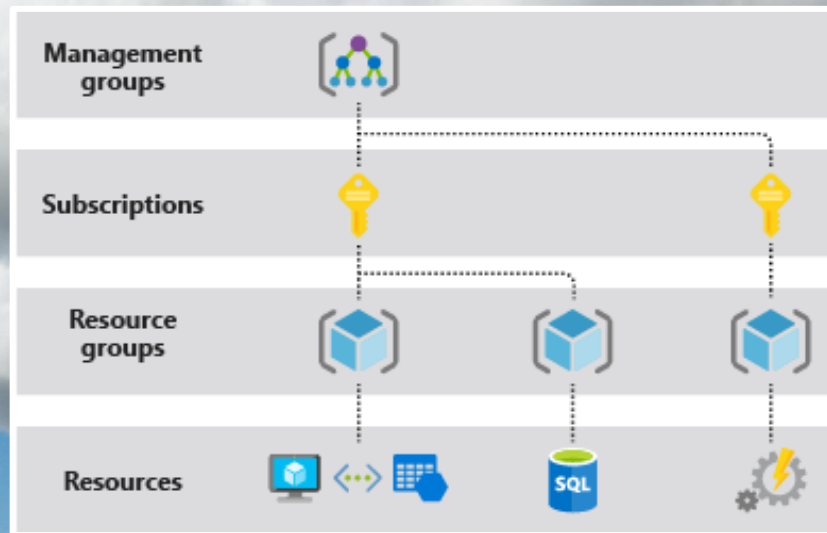 Management
groups
Subscriptions
Resource
groups
Resources
SQL